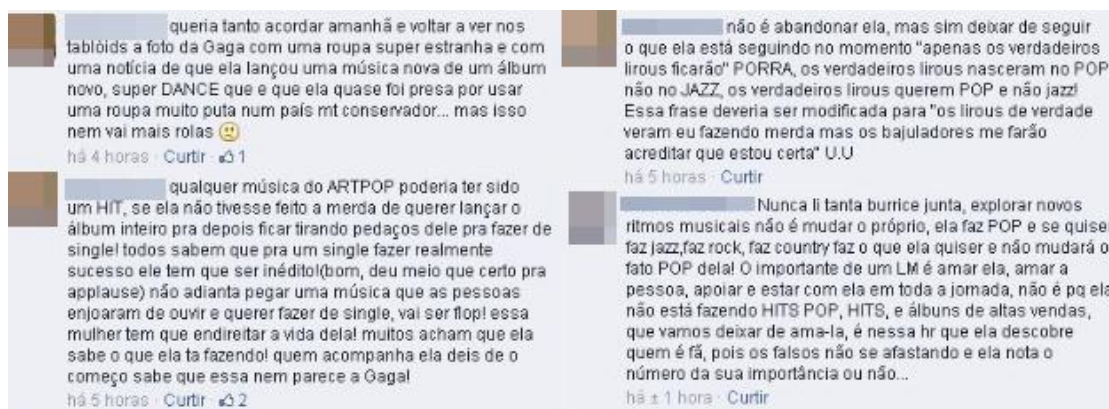 queria tanto acordar amanhã e voltar a ver nos
tablòids a foto da Gaga com uma roupa super estranha e com
uma notícia de que ela lançou uma música nova de um álbum
novo, super DANCE que e que ela quase foi presa por usar
uma roupa muito puta num país mt conservador... mas isso
nem vai mais rolas
há 4 horas · Curtir · 1
qualquer música do ARTPOP poderia ter sido
um HIT, se ela não tivesse feito a merda de querer lançar o
álbum inteiro pra depois ficar tirando pedaços dele pra fazer de
single! todos sabem que pra um single fazer realmente
sucesso ele tem que ser inédito!(bom, deu meio que certo pra
applause) não adianta pegar uma música que as pessoas
enjoaram de ouvir e querer fazer de single, vai ser flop! essa
mulher tem que endireitar a vida dela! muitos acham que ela
sabe o que ela ta fazendo! quem acompanha ela deis de o
começo sabe que essa nem parece a Gaga!
há 5 horas · Curtir · 2
não é abandonar ela, mas sim deixar de seguir
o que ela está seguindo no momento "apenas os verdadeiros
lirous ficarão" PORRA, os verdadeiros lirous nasceram no POP
não no JAZZ, os verdadeiros lirous querem POP e não jazz!
Essa frase deveria ser modificada para "os lirous de verdade
veram eu fazendo merda mas os bajuladores me farão
acreditar que estou certa" U.U
há 5 horas · Curtir
Nunca li tanta burrice junta, explorar novos
ritmos musicais não é mudar o próprio, ela faz POP e se quise
faz jazz,faz rock, faz country faz o que ela quiser e não mudará o
fato POP dela! O importante de um LM é amar ela, amar a
pessoa, apoiar e estar com ela em toda a jornada, não é pq ela
não está fazendo HITS POP, HITS, e álbuns de altas vendas,
que vamos deixar de ama-la, é nessa hr que ela descobre
quem é fã, pois os falsos vão se afastando e ela nota o
número da sua importância ou não...
há ± 1 hora · Curtir